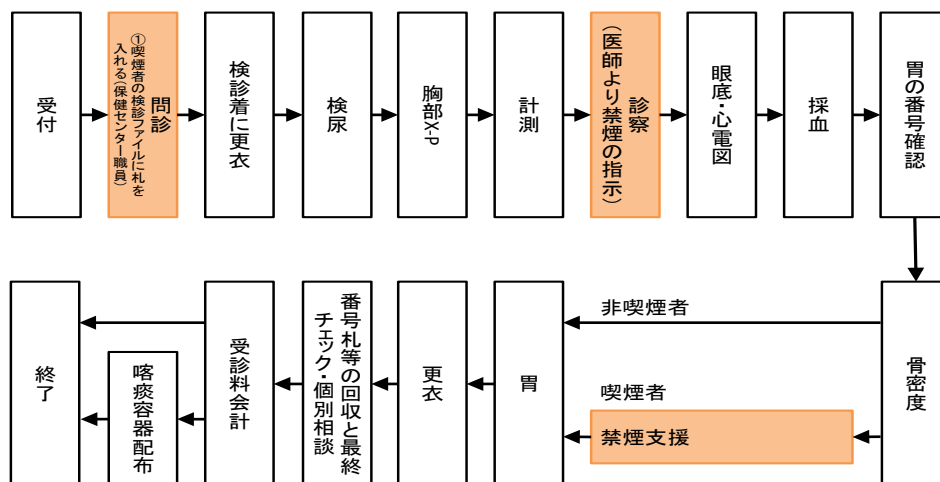 受付
問診
①喫煙者の検診ファイルに札を
入れる(保健センター職員)
検診着に更衣
検尿
胸部X-P
計測
診察
(医師より禁煙の指示)
眼底・心電図
採血
胃の番号確認
骨密度
非喫煙者
喫煙者
禁煙支援
胃
更衣
番号札等の回収と最終
チェック・個別相談
受診料会計
喀痰容器配布
終了